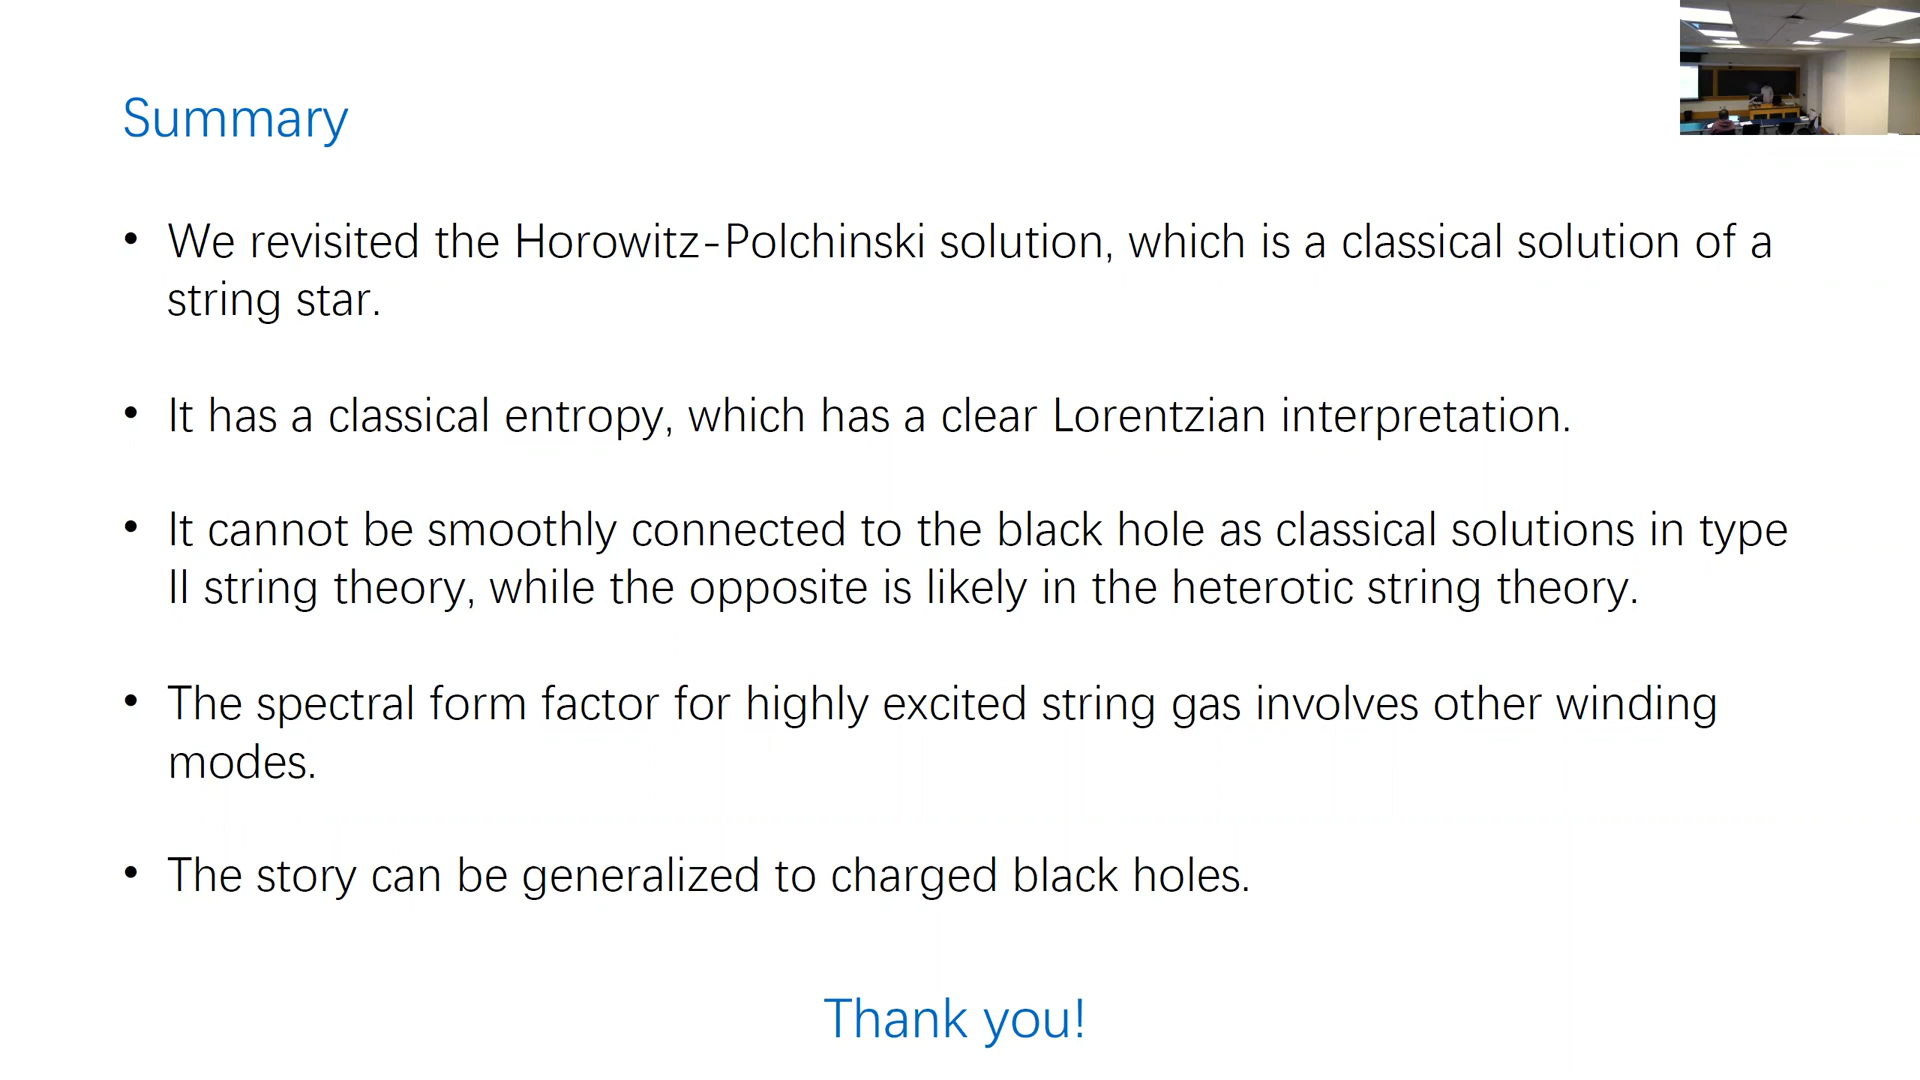 Summary
• We revisited the Horowitz-Polchinski solution, which is a classical solution of a
string star.
• It has a classical entropy, which has a clear Lorentzian interpretation.
• It cannot be smoothly connected to the black hole as classical solutions in type
II string theory, while the opposite is likely in the heterotic string theory.
• The spectral form factor for highly excited string gas involves other winding
modes.
• The story can be generalized to charged black holes.
Thank you!